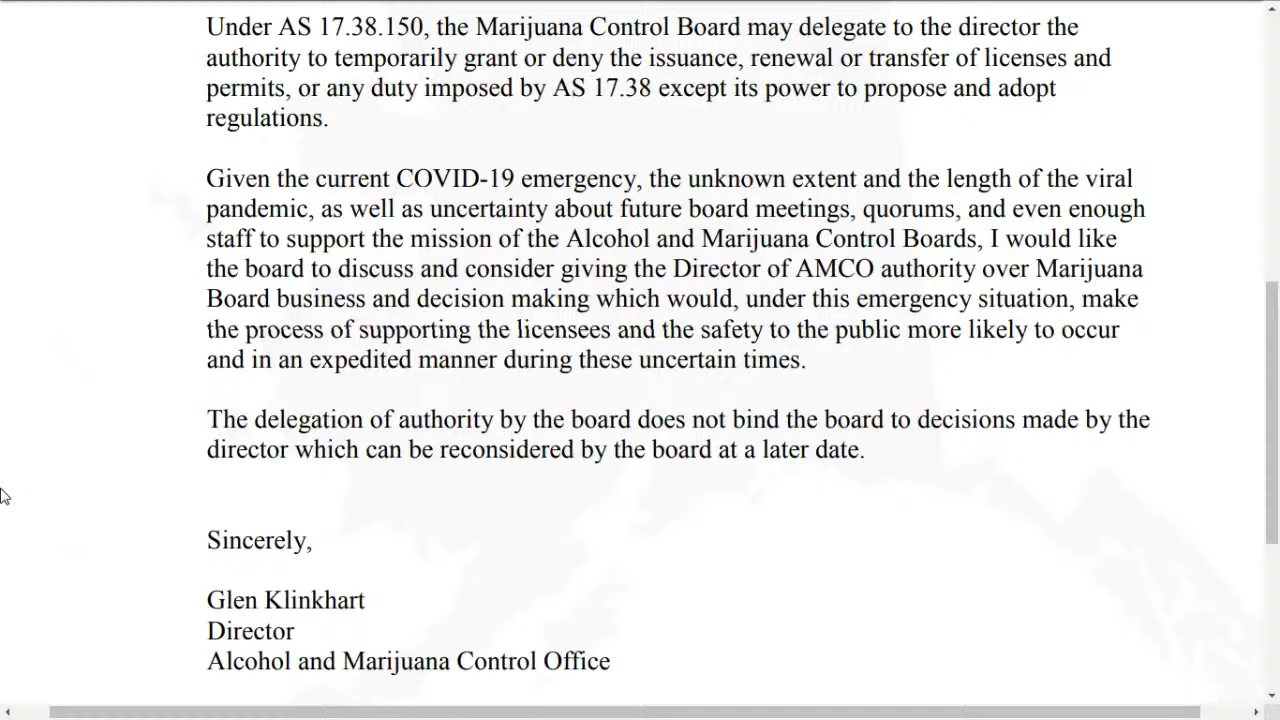 Under AS 17.38.150, the Marijuana Control Board may delegate to the director the
authority to temporarily grant or deny the issuance, renewal or transfer of licenses and
permits, or any duty imposed by AS 17.38 except its power to propose and adopt
regulations.
Given the current COVID-19 emergency, the unknown extent and the length of the viral
pandemic, as well as uncertainty about future board meetings, quorums, and even enough
staff to support the mission of the Alcohol and Marijuana Control Boards, I would like
the board to discuss and consider giving the Director of AMCO authority over Marijuana
Board business and decision making which would, under this emergency situation, make
the process of supporting the licensees and the safety to the public more likely to occur
and in an expedited manner during these uncertain times.
The delegation of authority by the board does not bind the board to decisions made by the
director which can be reconsidered by the board at a later date.
Sincerely,
Glen Klinkhart
Director
Alcohol and Marijuana Control Office